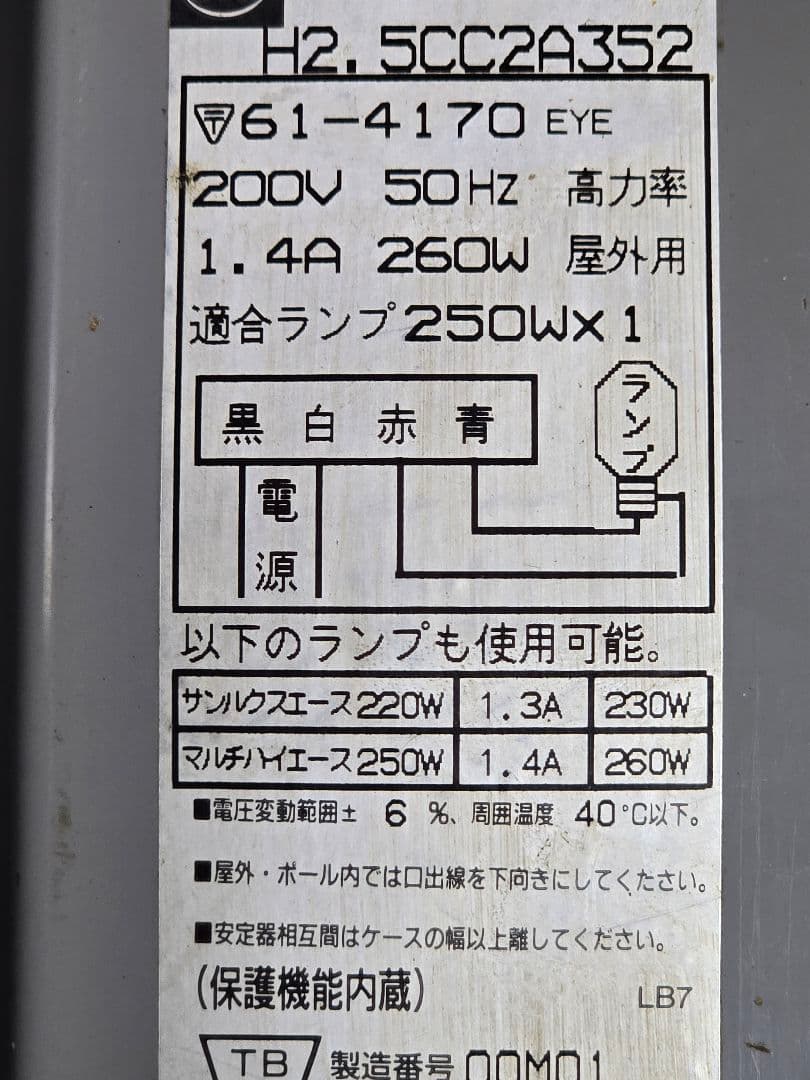 H2.5CC2A352
〒61-4170 EYE
200V 50HZ 高力率
1.4A 260W 屋外用
適合ランプ250W×1
黒 白 赤 青
ランプ
電源
以下のランプも使用可能。
サンルクスエース220W 1.3A 230W
マルチハイエース250W 1.4A 260W
■電圧変動範囲± 6 %、周囲温度 40℃以下。
■屋外・ポール内では口出線を下向きにしてください。
■安定器相互間はケースの幅以上離してください。
(保護機能内蔵) LB7
TB 製造番号 00M01